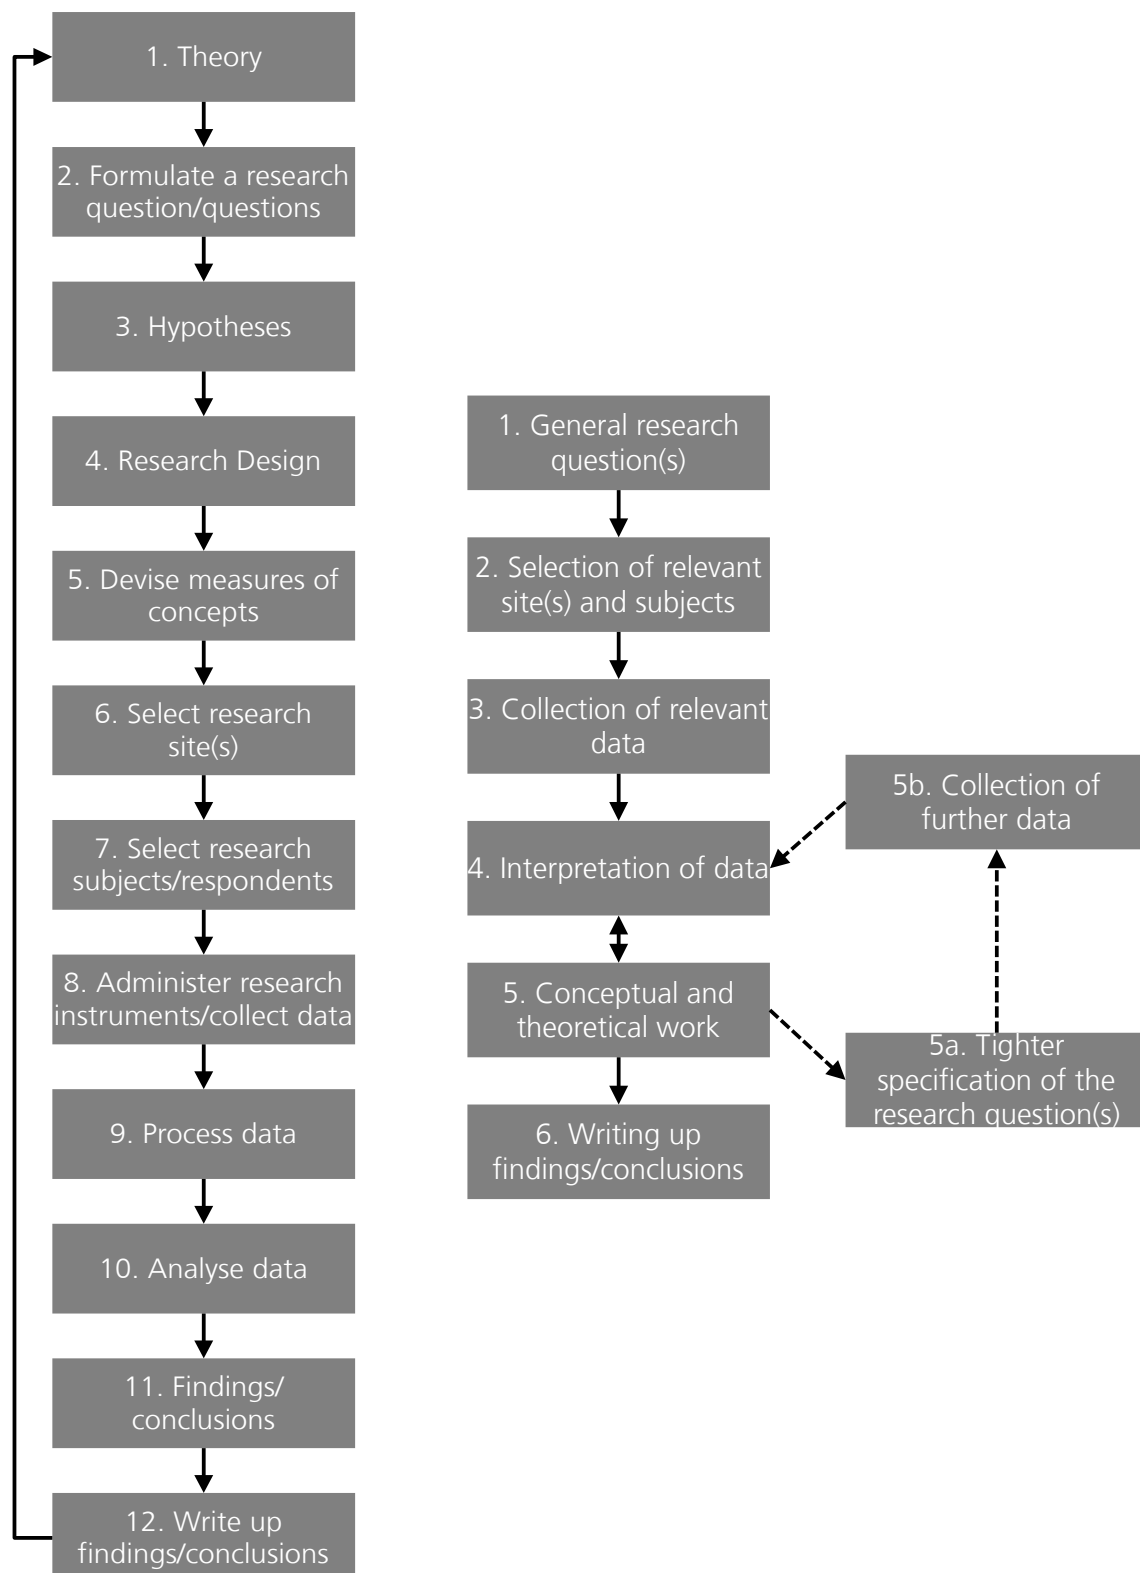 1. Theory
2. Formulate a research
question/questions
3. Hypotheses
4. Research Design
5. Devise measures of
concepts
6. Select research
site(s)
7. Select research
subjects/respondents
8. Administer research
instruments/collect data
9. Process data
10. Analyse data
11. Findings/
conclusions
12. Write up
findings/conclusions
1. General research
question(s)
2. Selection of relevant
site(s) and subjects
3. Collection of relevant
data
4. Interpretation of data
5. Conceptual and
theoretical work
6. Writing up
findings/conclusions
5b. Collection of
further data
5a. Tighter
specification of the
research question(s)